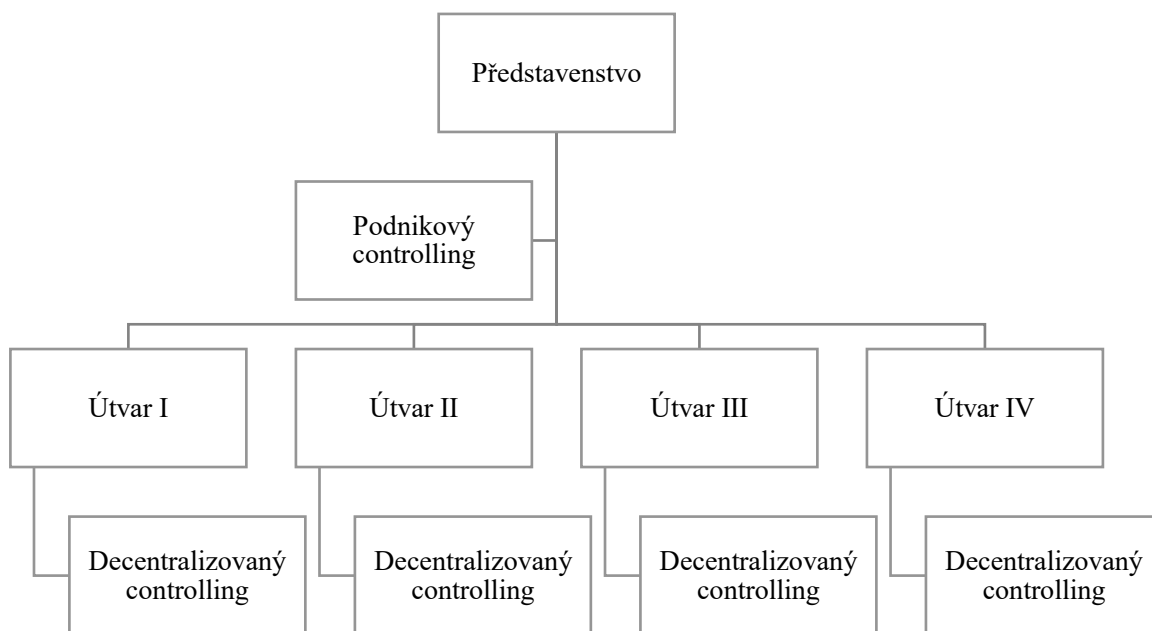 Představenstvo
Podnikový
controlling
Útvar I
Útvar II
Útvar III
Útvar IV
Decentralizovaný
controlling
Decentralizovaný
controlling
Decentralizovaný
controlling
Decentralizovaný
controlling